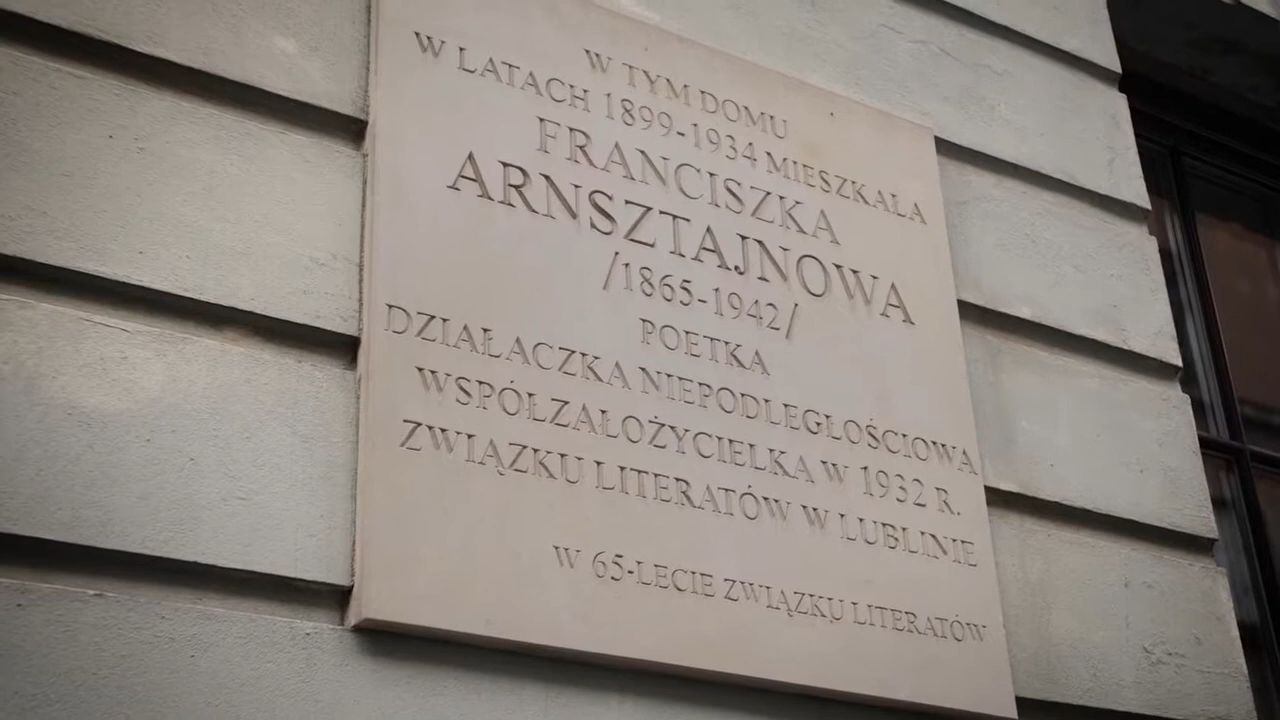 W TYM DOMU
W LATACH 1899-1934 MIESZKAŁA
FRANCISZKA
ARNSZTAJNOWA
/1865-1942/
POETKA
DZIAŁACZKA NIEPODLEGŁOŚCIOWA
WSPÓŁZAŁOŻYCIELKA W 1932 R.
ZWIĄZKU LITERATÓW W LUBLINIE
W 65-LECIE ZWIĄZKU LITERATÓW